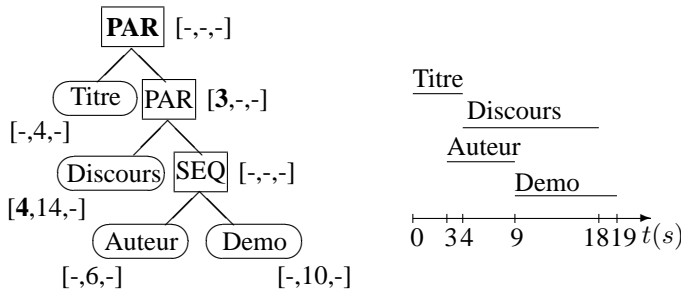 PAR [-,-,-]
Titre PAR [3,-,-]
[-,4,-]
Discours SEQ [-,-,-]
[4,14,-]
Auteur Demo
[-,6,-] [-,10,-]
Titre
Discours
Auteur
Demo
0 3 4 9 18 19 t(s)